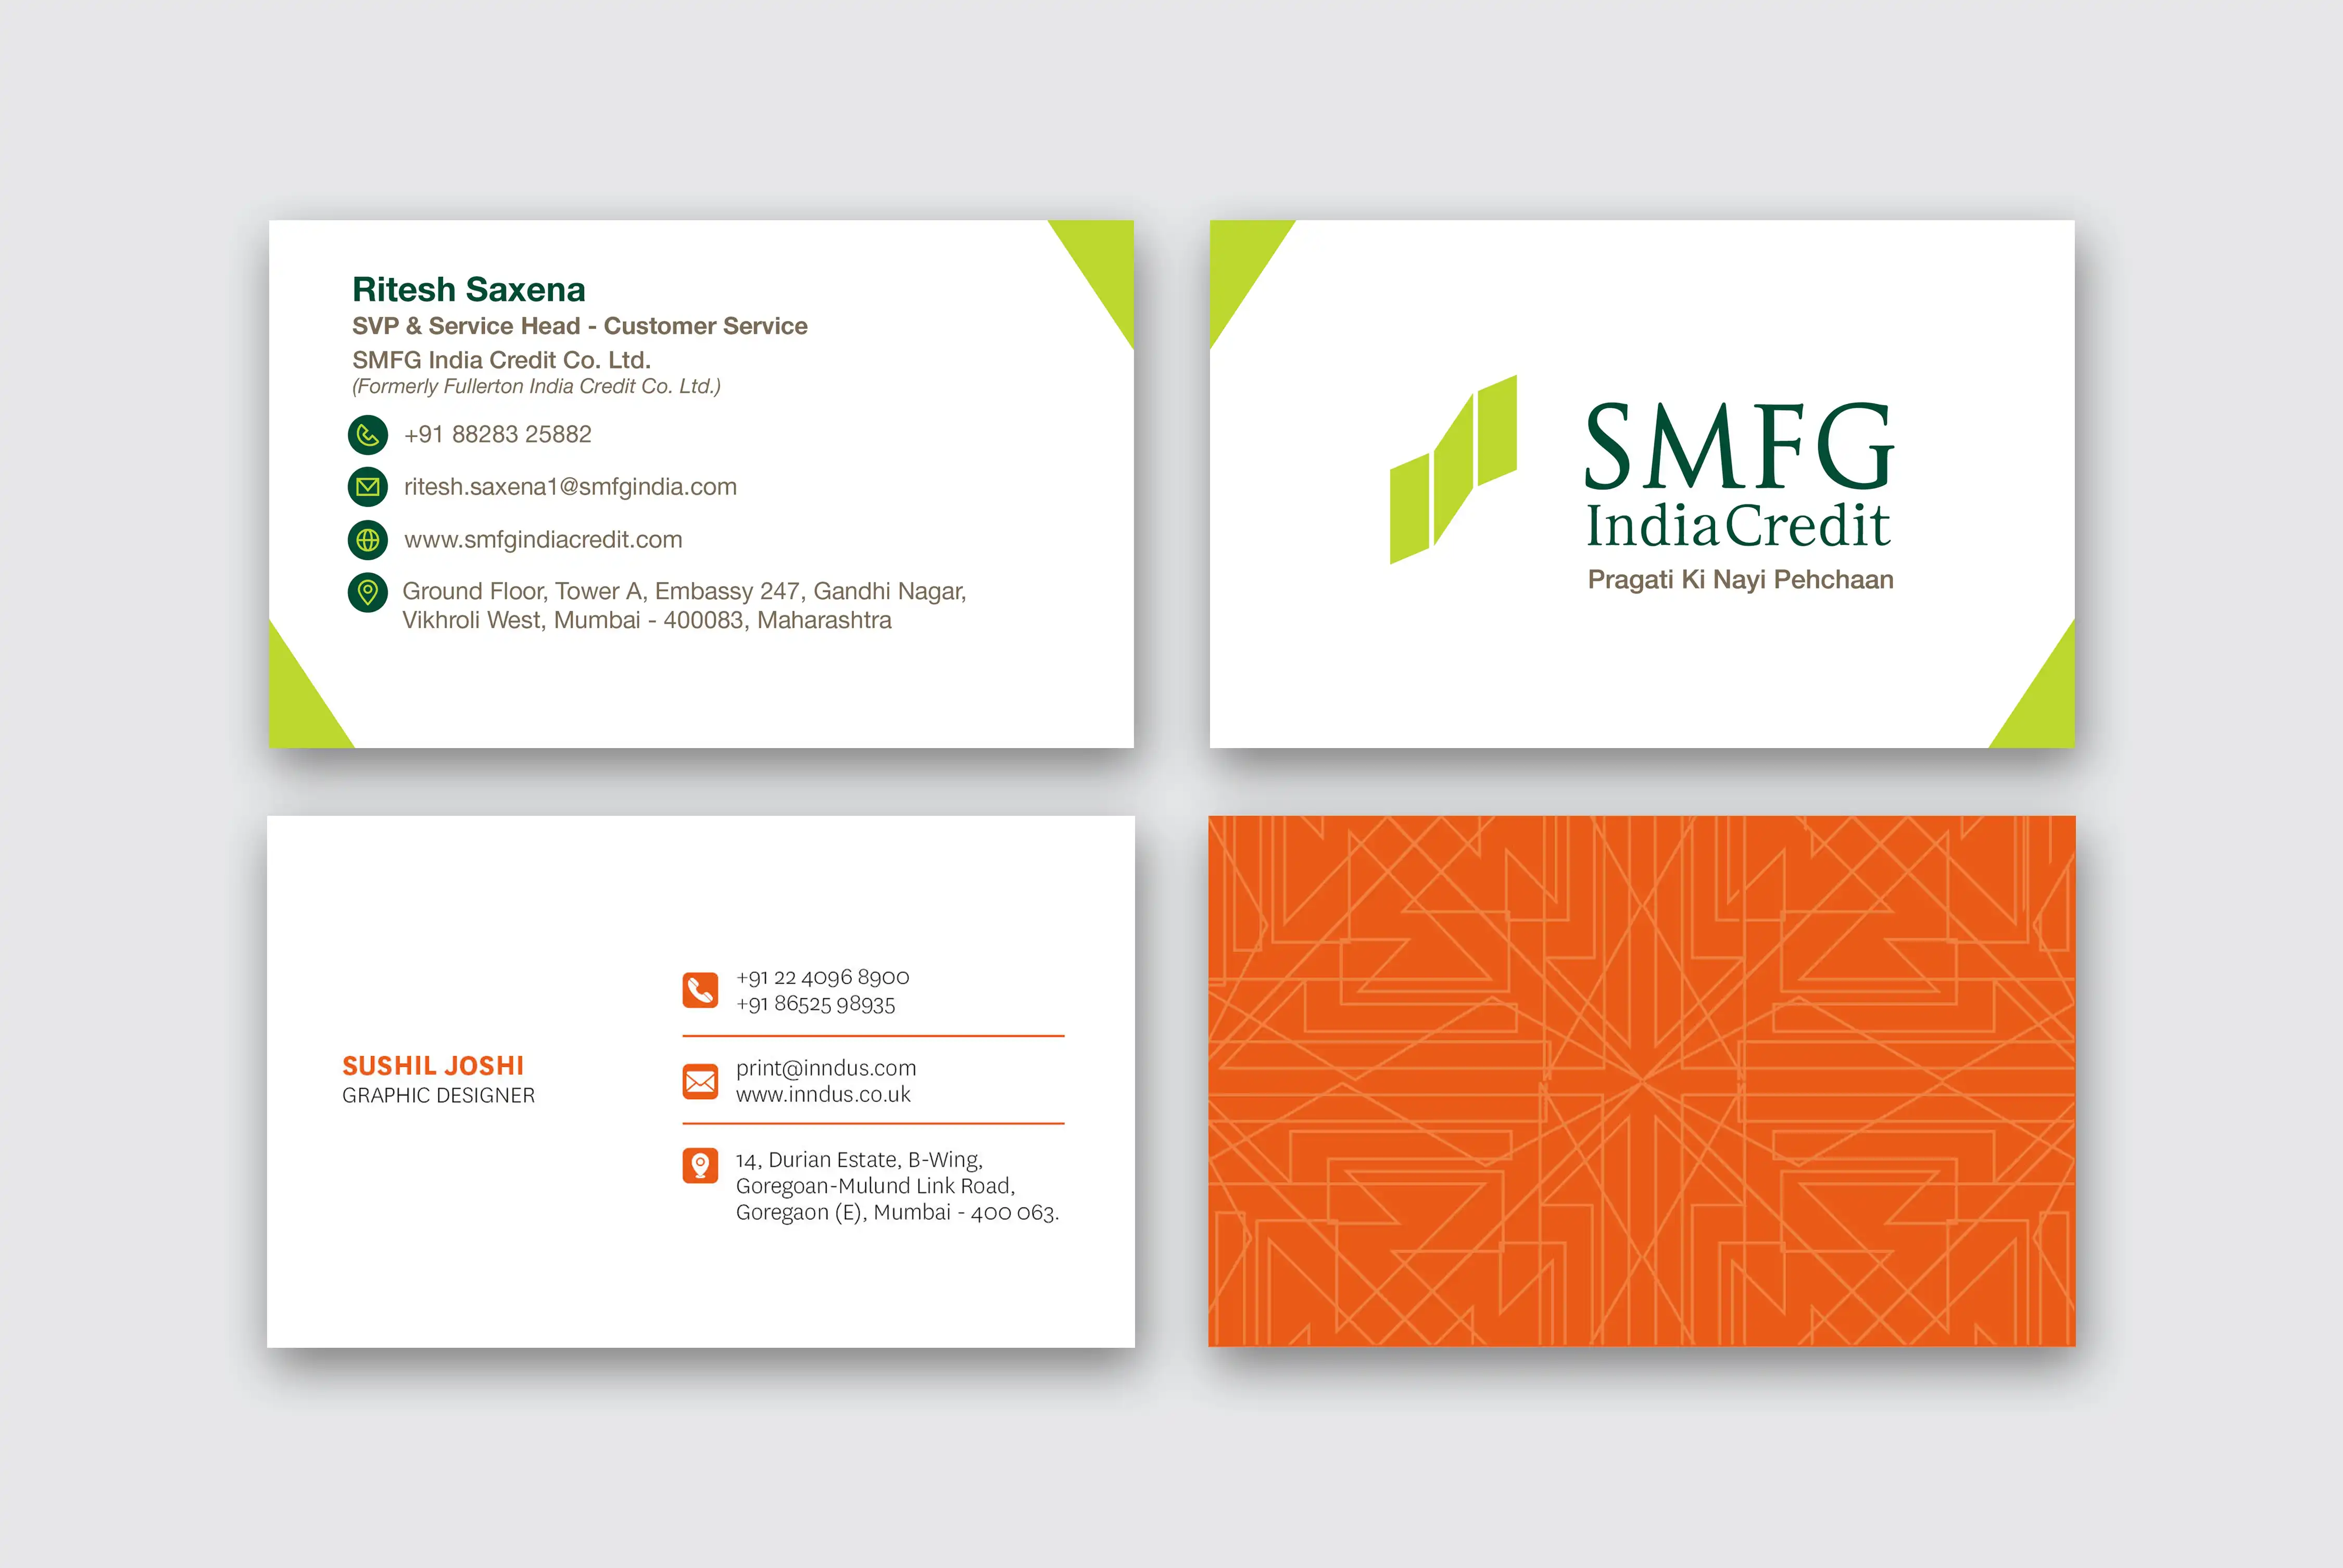 Ritesh Saxena
SVP & Service Head - Customer Service
SMFG India Credit Co. Ltd.
(Formerly Fullerton India Credit Co. Ltd.)
+91 88283 25882
ritesh.saxena1@smfgindia.com
www.smfgindiacredit.com
Ground Floor, Tower A, Embassy 247, Gandhi Nagar,
Vikhroli West, Mumbai - 400083, Maharashtra
SMFG
IndiaCredit
Pragati Ki Nayi Pehchaan
SUSHIL JOSHI
GRAPHIC DESIGNER
+91 22 4096 8900
+91 86525 98935
print@inndus.com
www.inndus.co.uk
14, Durian Estate, B-Wing,
Goregoan-Mulund Link Road,
Goregaon (E), Mumbai - 400 063.